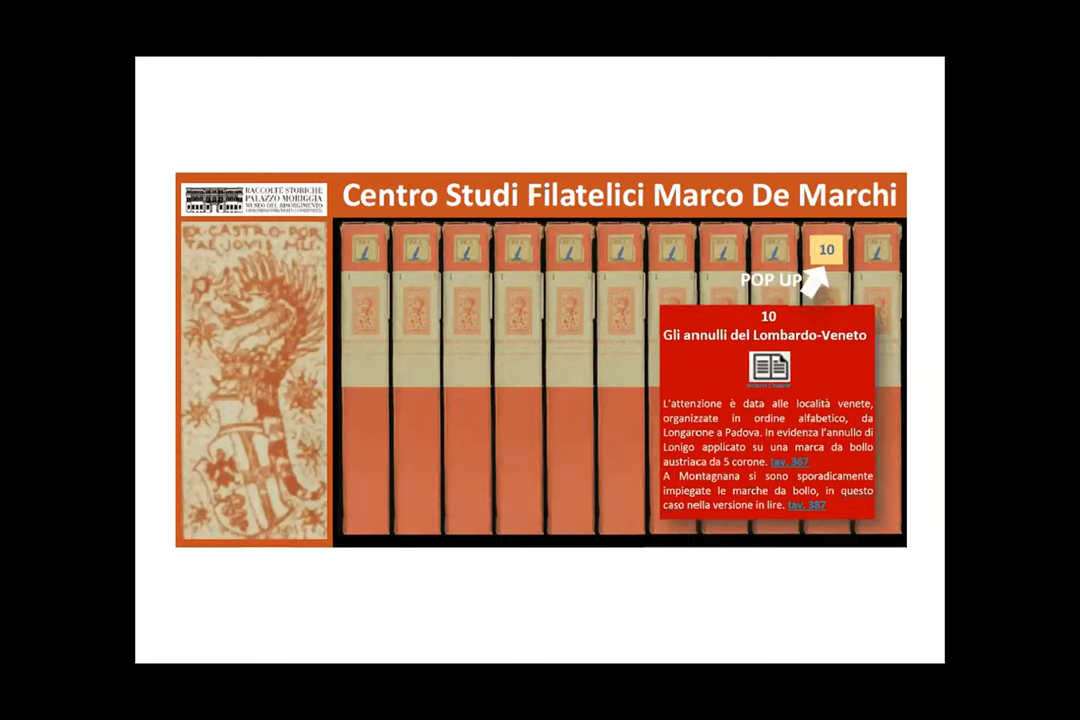 RACCOLTE STORICHE
PALAZZO MORIGGIA
MUSEO DEL RISORGIMENTO
Centro Studi Filatelici Marco De Marchi
EX CASTRO·POR
TAL·JOVIS·
10
POP UP
10
Gli annulli del Lombardo-Veneto
L'attenzione è data alle località venete,
organizzate in ordine alfabetico, da
Longarone a Padova. In evidenza l'annullo di
Lonigo applicato su una marca da bollo
austriaca da 5 corone. tav. 367
A Montagnana si sono sporadicamente
impiegate le marche da bollo, in questo
caso nella versione in lire. tav. 387